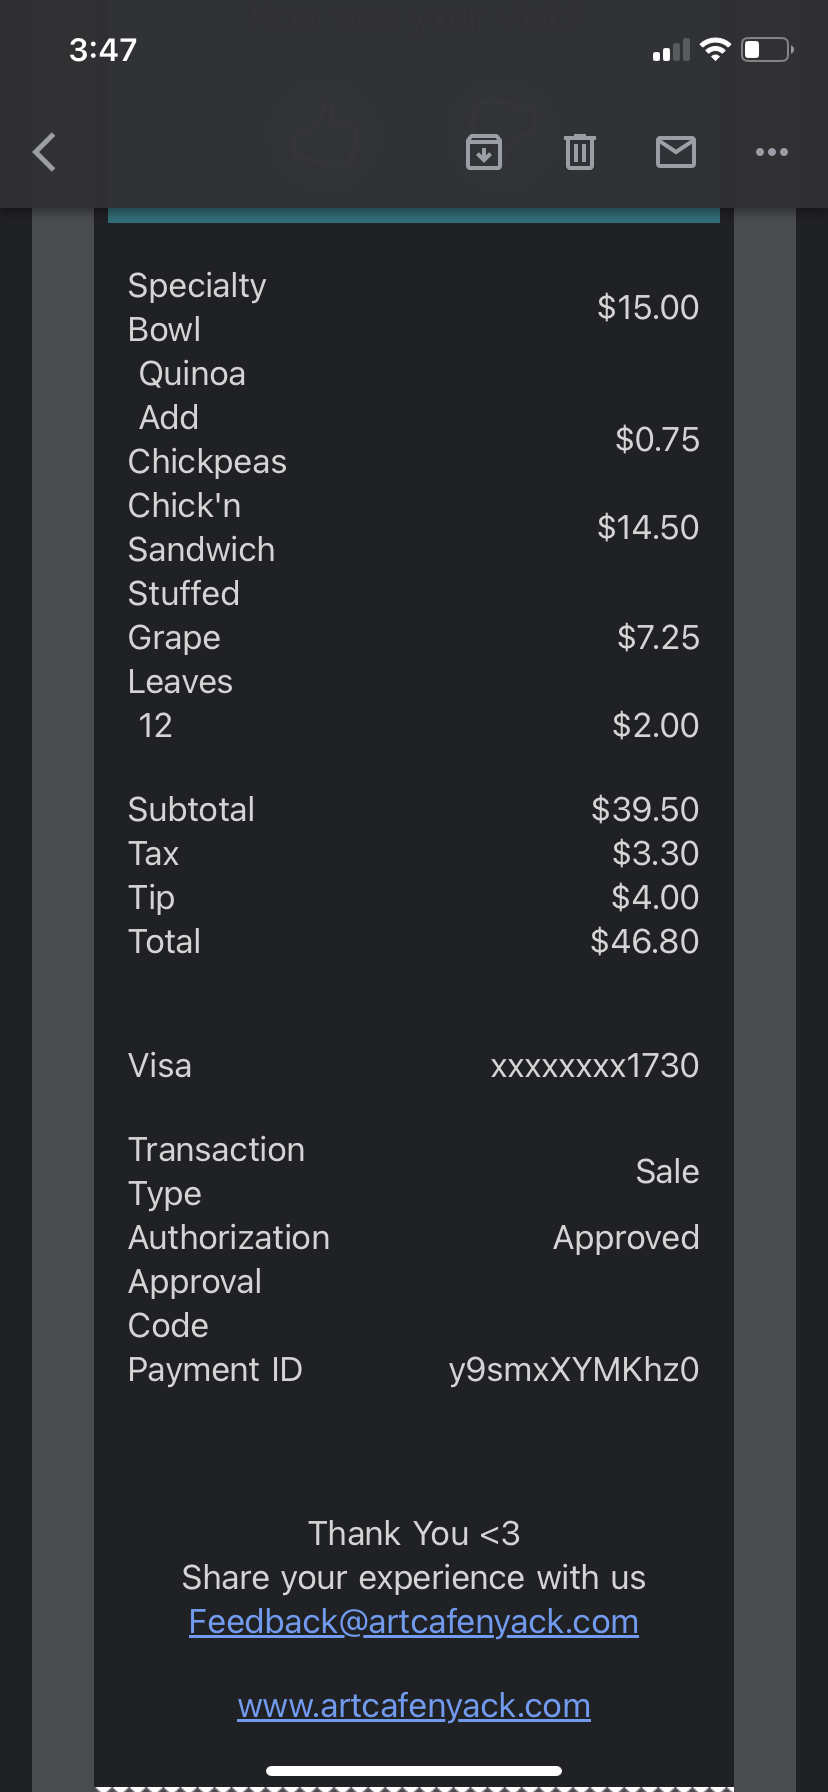 How was your visit?
3:47
Specialty
Bowl $15.00
Quinoa
Add
Chickpeas $0.75
Chick'n
Sandwich $14.50
Stuffed
Grape $7.25
Leaves
12 $2.00
Subtotal $39.50
Tax $3.30
Tip $4.00
Total $46.80
Visa xxxxxxxx1730
Transaction
Type Sale
Authorization Approved
Approval
Code
Payment ID y9smxXYMKhz0
Thank You <3
Share your experience with us
Feedback@artcafenyack.com
www.artcafenyack.com